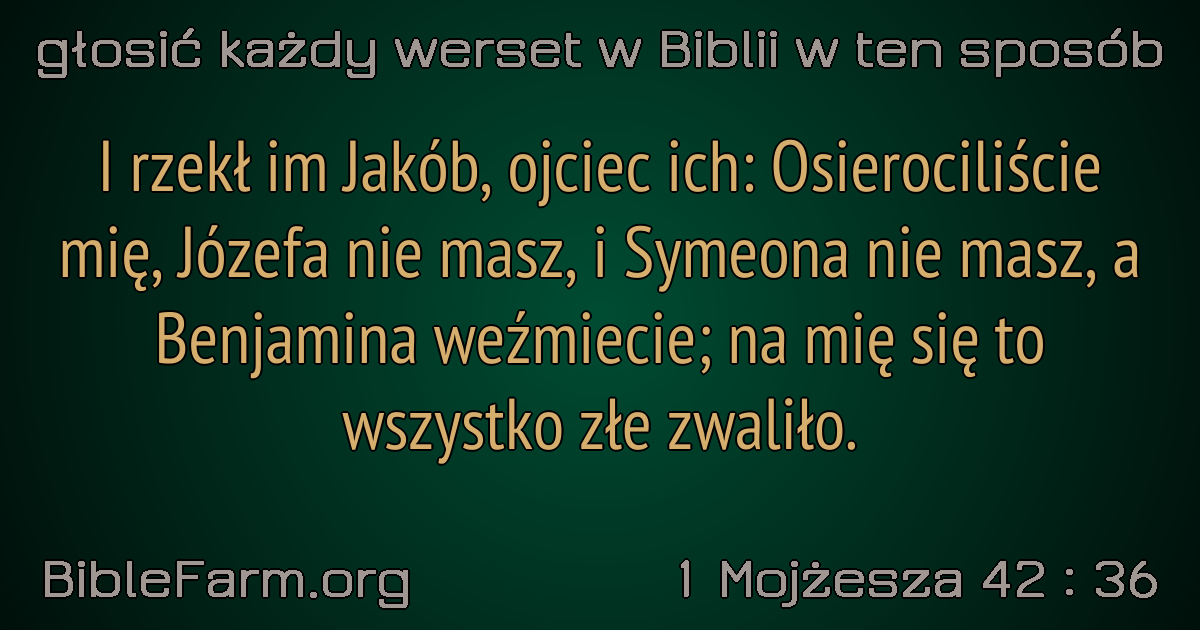 głosić każdy werset w Biblii w ten sposób
I rzekł im Jakób, ojciec ich: Osierociliście
mię, Józefa nie masz, i Symeona nie masz, a
Benjamina weźmiecie; na mię się to
wszystko złe zwaliło.
BibleFarm.org
1 Mojżesza 42 : 36